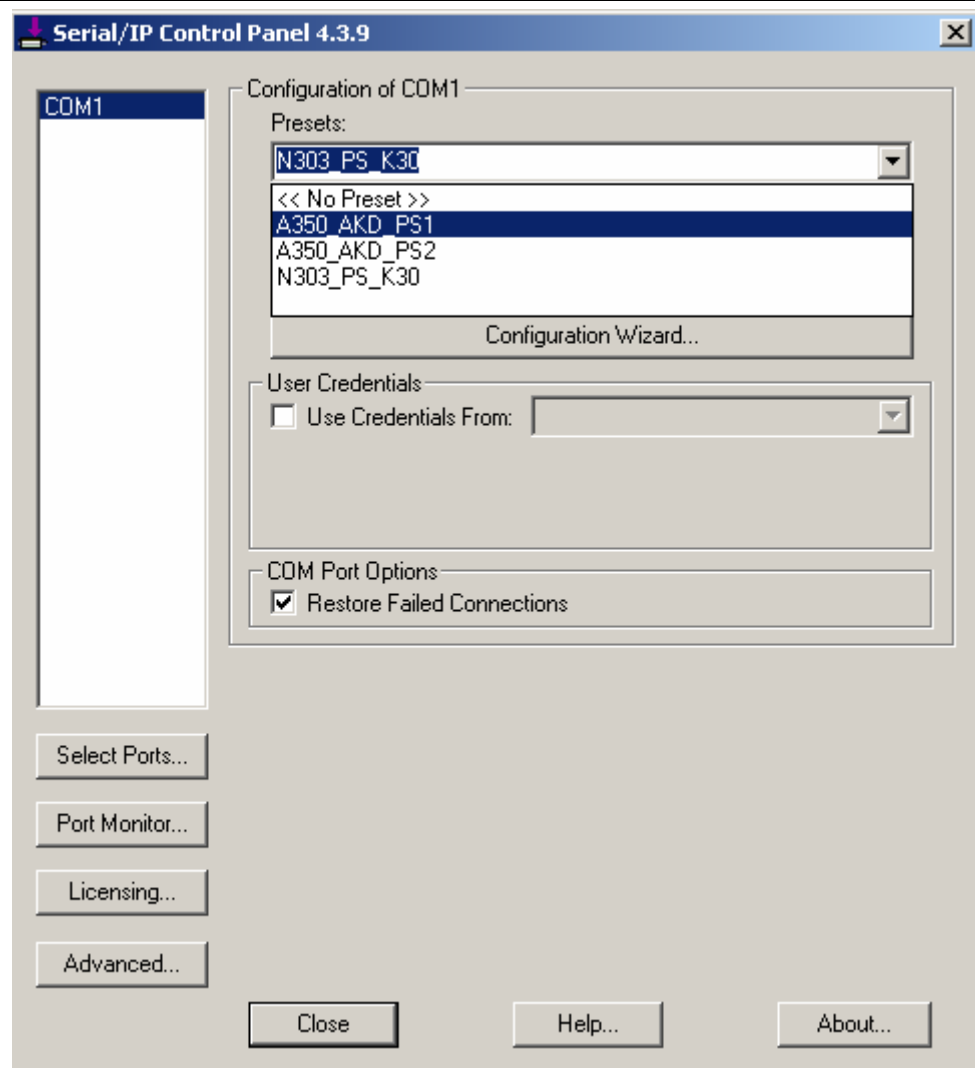 Serial/IP Control Panel 4.3.9
COM1
Configuration of COM1
Presets:
N303_PS_K30
<< No Preset >>
A350_AKD_PS1
A350_AKD_PS2
N303_PS_K30
Configuration Wizard...
User Credentials
Use Credentials From:
COM Port Options
Restore Failed Connections
Select Ports...
Port Monitor...
Licensing...
Advanced...
Close
Help...
About...